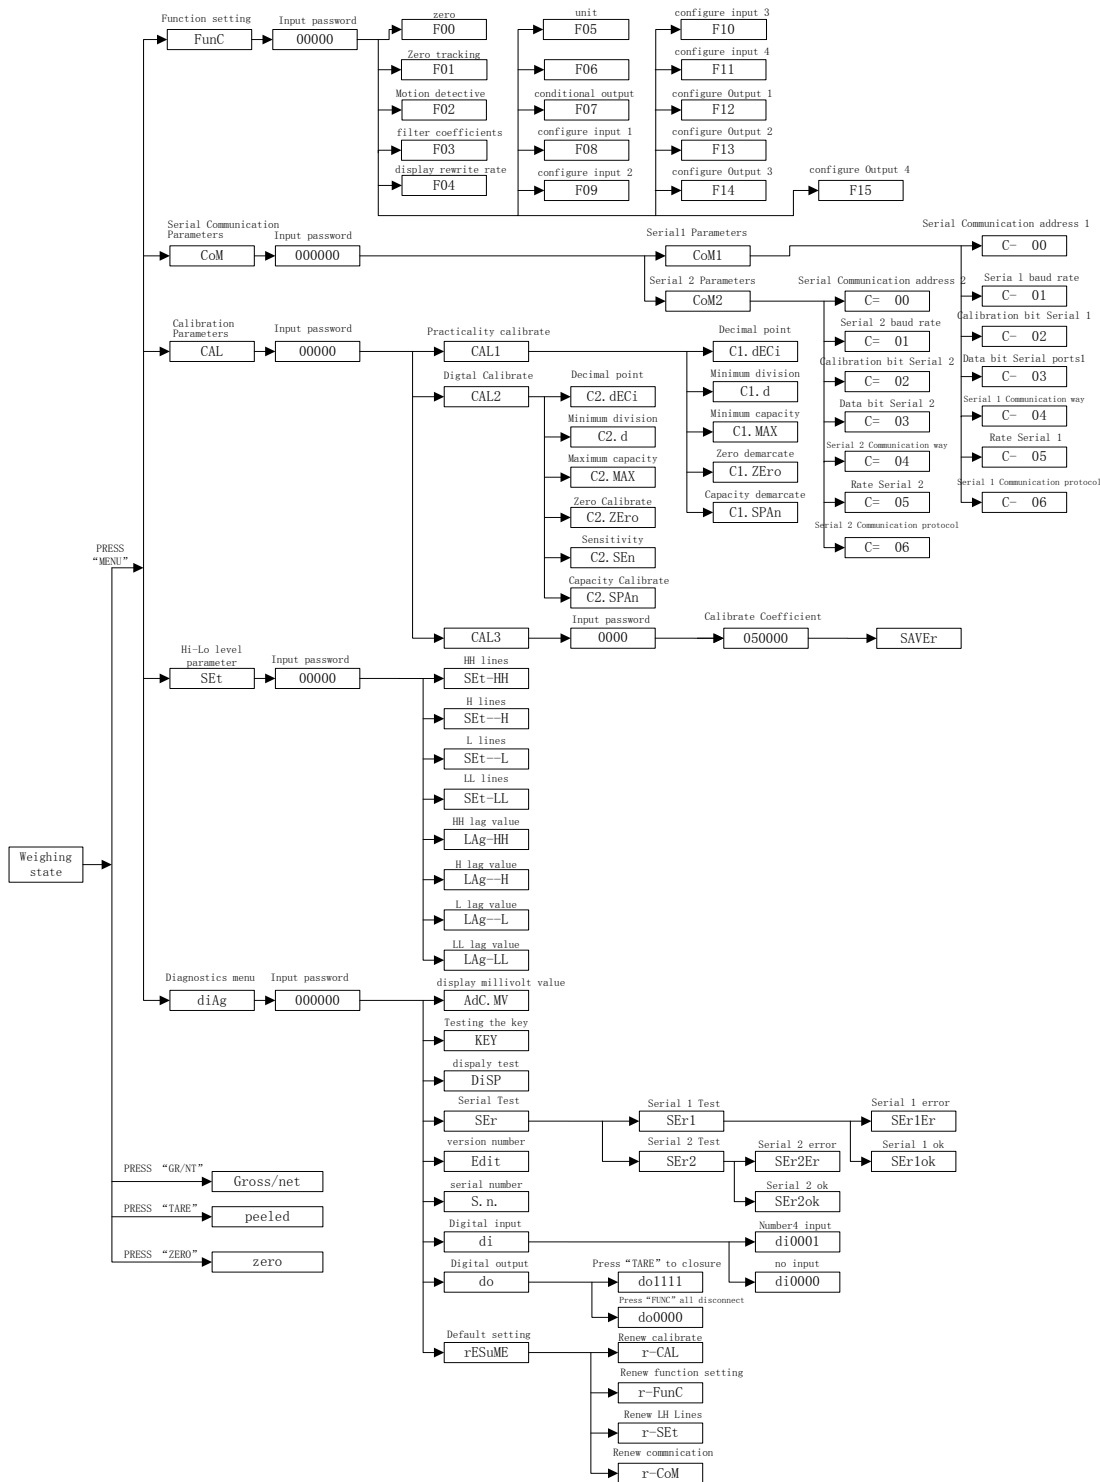 Function setting
FunC
Input password
00000
zero
F00
Zero tracking
F01
Motion detective
F02
filter coefficients
F03
display rewrite rate
F04
unit
F05
F06
conditional output
F07
configure input 1
F08
configure input 2
F09
configure input 3
F10
configure input 4
F11
configure Output 1
F12
configure Output 2
F13
configure Output 3
F14
configure Output 4
F15
Serial Communication
Parameters
CoM
Input password
000000
Serial1 Parameters
CoM1
Serial 2 Parameters
CoM2
Serial Communication address 1
C- 00
Seria 1 baud rate
C- 01
Calibration bit Serial 1
C- 02
Data bit Serial ports1
C- 03
Serial 1 Communication way
C- 04
Rate Serial 1
C- 05
Serial 1 Communication protocol
C- 06
Serial Communication address 2
C= 00
Serial 2 baud rate
C= 01
Calibration bit Serial 2
C= 02
Data bit Serial 2
C= 03
Serial 2 Communication way
C= 04
Rate Serial 2
C= 05
Serial 2 Communication protocol
C= 06
Calibration
Parameters
CAL
Input password
00000
Practicality calibrate
CAL1
Decimal point
C1.dECi
Minimum division
C1.d
Minimum capacity
C1.MAX
Zero demarcate
C1.ZEro
Capacity demarcate
C1.SPAn
Digtal Calibrate
CAL2
Decimal point
C2.dECi
Minimum division
C2.d
Maximum capacity
C2.MAX
Zero Calibrate
C2.ZEro
Sensitivity
C2.SEn
Capacity Calibrate
C2.SPAn
CAL3
Input password
0000
Calibrate Coefficient
050000
SAVEr
PRESS
“MENU”
Hi-Lo level
parameter
SEt
Input password
00000
HH lines
SEt-HH
H lines
SEt--H
L lines
SEt--L
LL lines
SEt-LL
HH lag value
LAg-HH
H lag value
LAg--H
L lag value
LAg--L
LL lag value
LAg-LL
Weighing
state
Diagnostics menu
diAg
Input password
000000
display millivolt value
AdC.MV
Testing the key
KEY
dispaly test
DiSP
Serial Test
SEr
Serial 1 Test
SEr1
Serial 1 error
SEr1Er
Serial 1 ok
SEr1ok
Serial 2 Test
SEr2
Serial 2 error
SEr2Er
Serial 2 ok
SEr2ok
version number
Edit
serial number
S.n.
Digital input
di
Number4 input
di0001
no input
di0000
Digital output
do
Press “TARE” to closure
do1111
Press “FUNC” all disconnect
do0000
Default setting
rESuME
Renew calibrate
r-CAL
Renew function setting
r-FunC
Renew LH Lines
r-SEt
Renew commnication
r-CoM
PRESS “GR/NT”
Gross/net
PRESS “TARE”
peeled
PRESS “ZERO”
zero